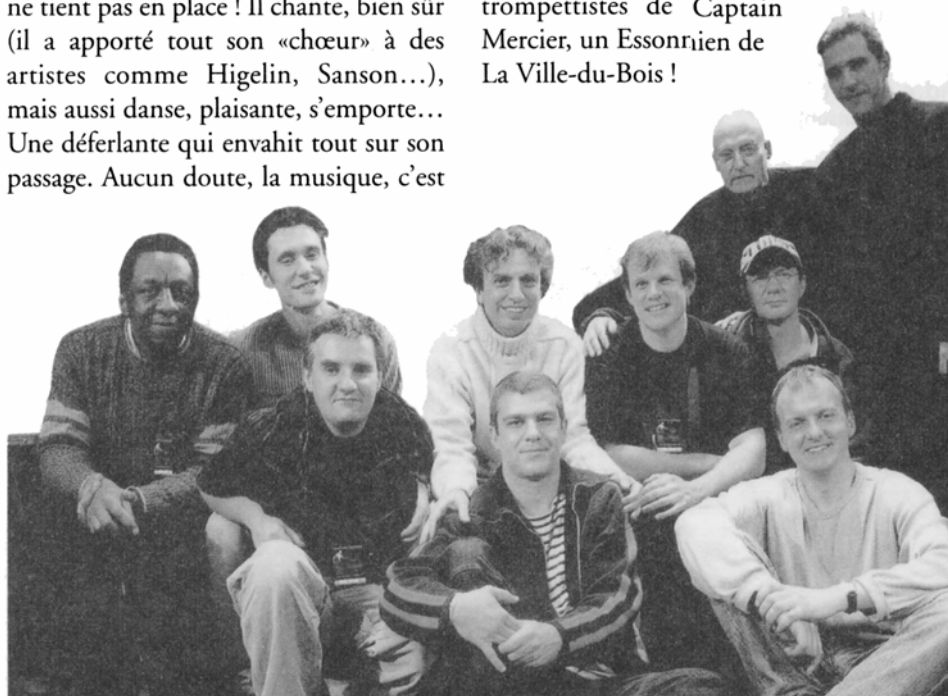 ne tient pas en place ! Il chante, bien sûr
(il a apporté tout son «chœur» à des
artistes comme Higelin, Sanson…),
mais aussi danse, plaisante, s'emporte…
Une déferlante qui envahit tout sur son
passage. Aucun doute, la musique, c'est
trompettistes de Captain
Mercier, un Essonnien de
La Ville-du-Bois !